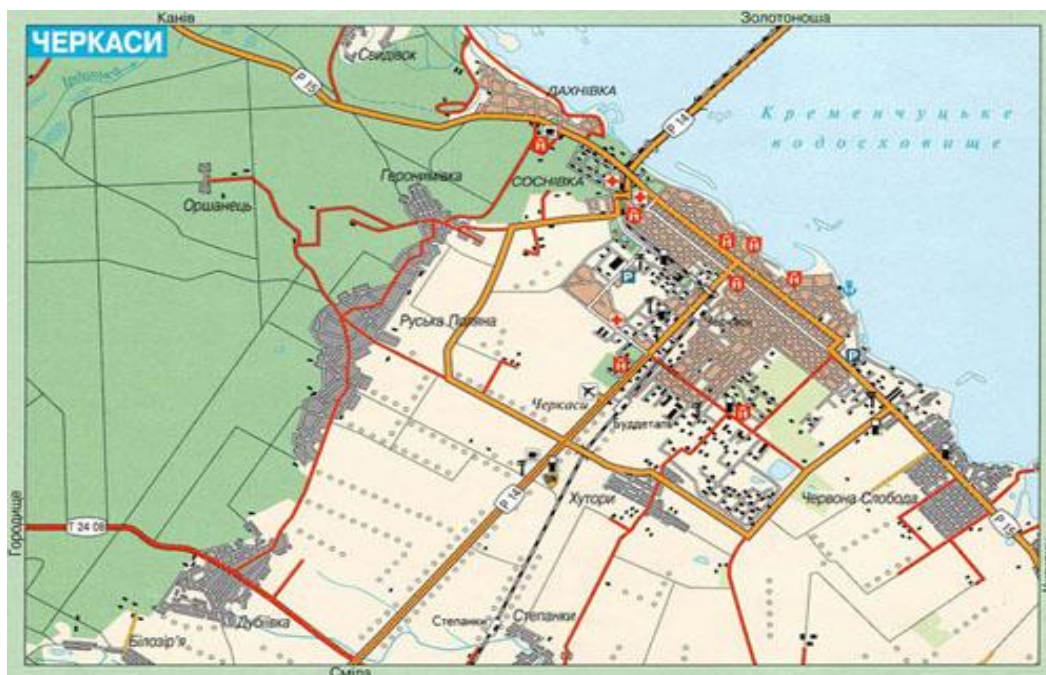 Канів
Золотоноша
ЧЕРКАСИ
Свидівок
Р 15
ДАХНІВКА
Р 14
Кременчуцьке
водосховище
Геронимівка
СОСНІВКА
Оршанець
Руська Поляна
Черкаси
Буддеталь
Р 14
Хутори
Червона Слобода
Городище
Т 24 08
Р 15
Дубіївка
Степанки
Степанки
Білозір'я
Сміла